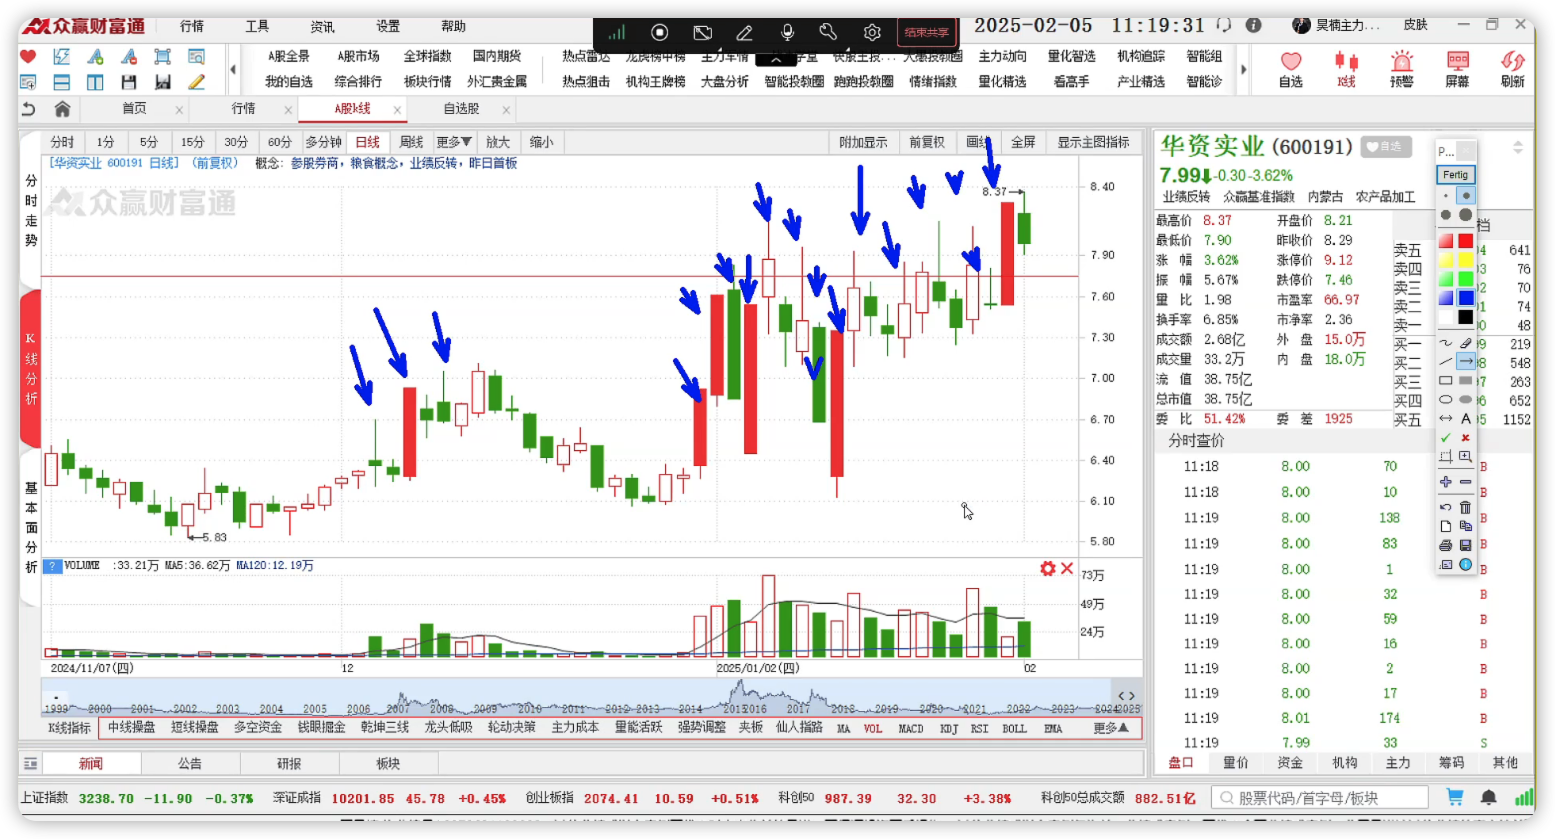 众赢财富通 行情 工具 资讯 设置 帮助 结束共享 2025-02-05 11:19:31 昊楠主力... 皮肤
A股全景 A股市场 全球指数 国内期货 热点雷达 龙虎榜中榜 主力军情 快股主... 大墨投教圈 主力动向 量化智选 机构追踪 智能组
我的自选 综合排行 板块行情 外汇贵金属 热点狙击 机构王牌榜 大盘分析 智能投教圈 跑跑投教圈 情绪指数 量化精选 看高手 产业精选 智能诊 自选 K线 预警 屏幕 刷新
首页 行情 A股k线 自选股
分时 1分 5分 15分 30分 60分 多分钟 日线 周线 更多▼ 放大 缩小 附加显示 前复权 画线 全屏 显示主图指标
[华资实业 600191 日线] (前复权) 概念: 参股券商,粮食概念,业绩反转,昨日首板
众赢财富通
分时走势
K线分析
基本面分析
8.37
8.40
7.90
7.60
7.30
7.00
6.70
6.40
6.10
5.80
5.83
? VOLUME :33.21万 MA5:36.62万 MA120:12.19万
73万
49万
24万
2024/11/07(四) 12 2025/01/02(四) 02
1999 2000 2001 2002 2003 2004 2005 2006 2007 2008 2009 2010 2011 2012 2013 2014 2015 2016 2017 2018 2019 2020 2021 2022 2023 2024 2025
K线指标 中线操盘 短线操盘 多空资金 钱眼掘金 乾坤三线 龙头低吸 轮动决策 主力成本 量能活跃 强势调整 夹板 仙人指路 MA VOL MACD KDJ RSI BOLL EMA 更多▲
新闻 公告 研报 板块
华资实业 (600191) 自选
7.99 -0.30 -3.62%
业绩反转 众赢基准指数 内蒙古 农产品加工
最高价 8.37 开盘价 8.21
最低价 7.90 昨收价 8.29
涨 幅 3.62% 涨停价 9.12
振 幅 5.67% 跌停价 7.46
量 比 1.98 市盈率 66.97
换手率 6.85% 市净率 2.36
成交额 2.68亿 外 盘 15.0万
成交量 33.2万 内 盘 18.0万
流 值 38.75亿
总市值 38.75亿
委 比 51.42% 委 差 1925
档
卖五 641
卖四 76
卖三 70
卖二 74
卖一 48
买一 219
买二 548
买三 263
买四 652
买五 1152
P...
Fertig
A
分时查价
11:18 8.00 70 B
11:18 8.00 10 B
11:19 8.00 138 B
11:19 8.00 83 B
11:19 8.00 1 B
11:19 8.00 32 B
11:19 8.00 59 B
11:19 8.00 16 B
11:19 8.00 2 B
11:19 8.00 17 B
11:19 8.01 174 B
11:19 7.99 33 S
盘口 量价 资金 机构 主力 筹码 其他
上证指数 3238.70 -11.90 -0.37% 深证成指 10201.85 45.78 +0.45% 创业板指 2074.41 10.59 +0.51% 科创50 987.39 32.30 +3.38% 科创50总成交额 882.51亿 股票代码/首字母/板块